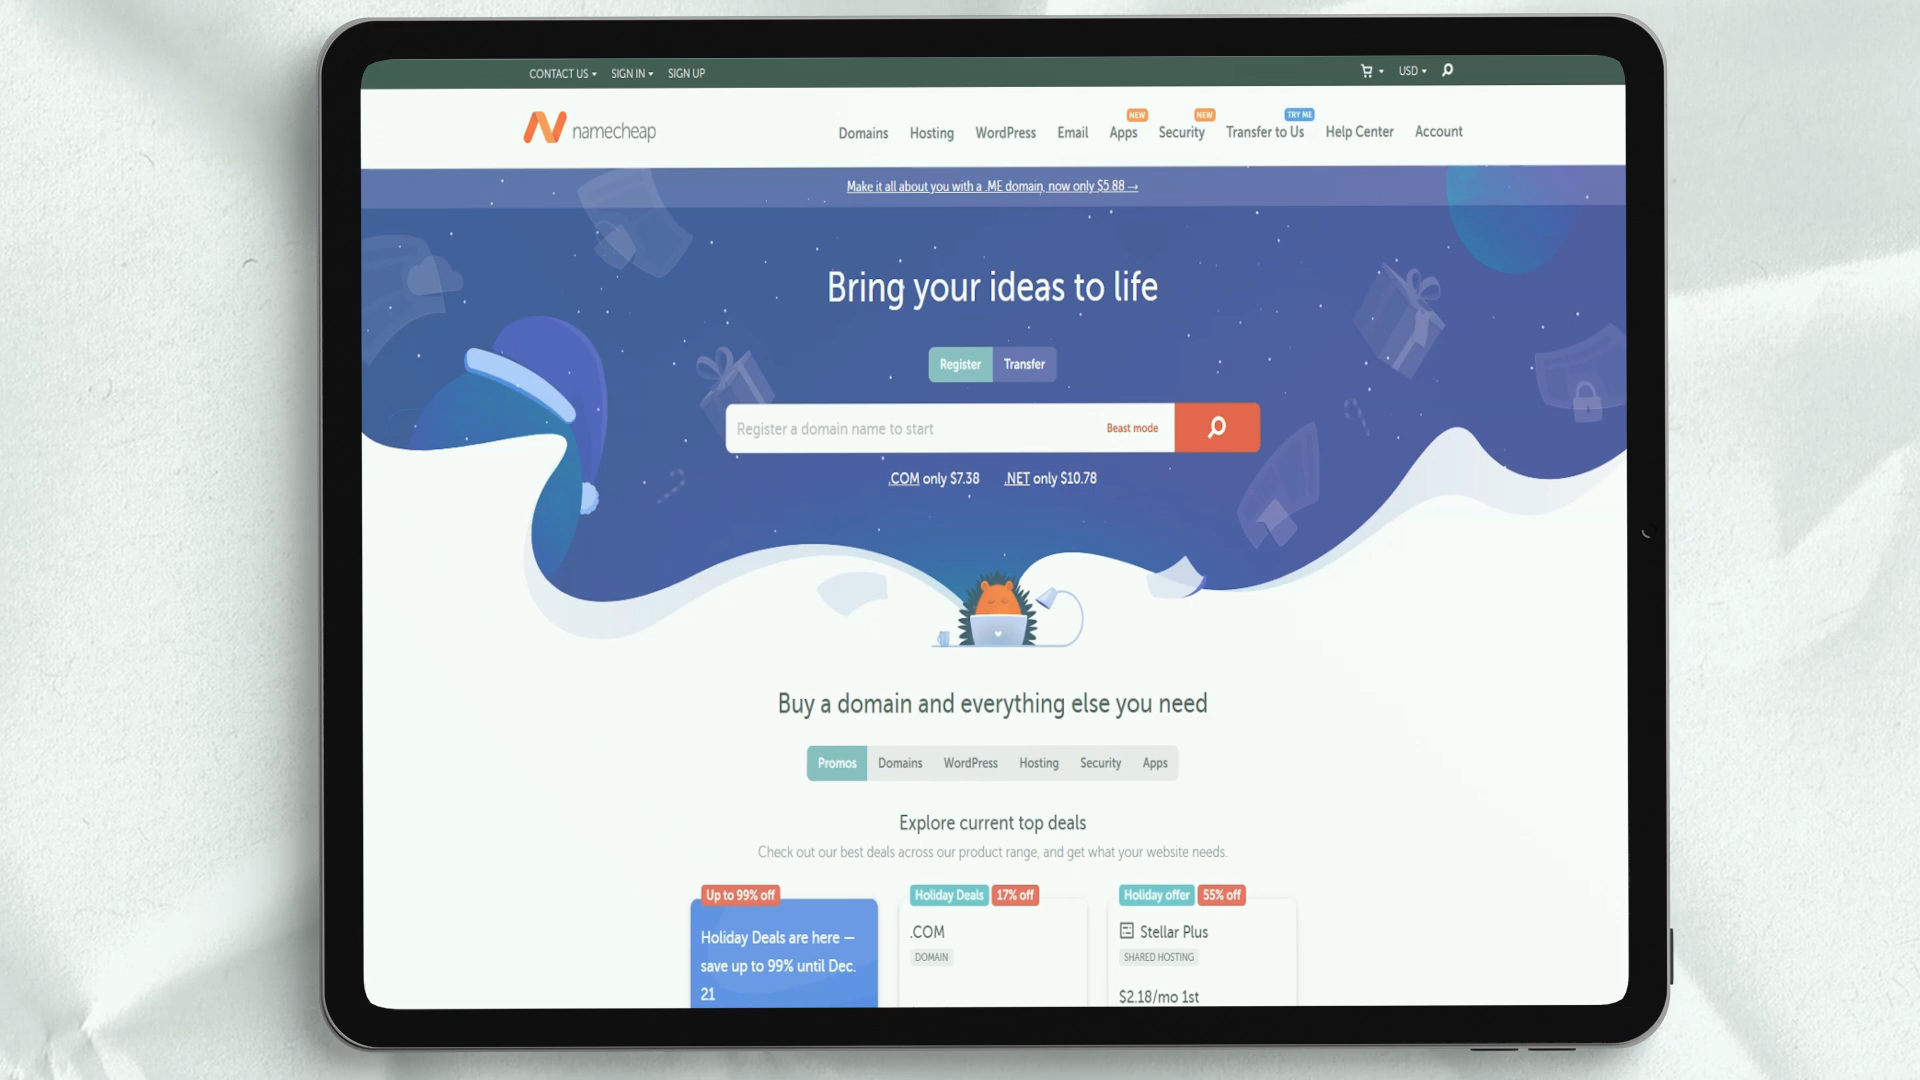 CONTACT US SIGN IN SIGN UP USD
namecheap
NEW NEW TRY ME
Domains Hosting WordPress Email Apps Security Transfer to Us Help Center Account
Make it all about you with a .ME domain, now only $5.88 →
Bring your ideas to life
Register Transfer
Register a domain name to start Beast mode
.COM only $7.38 .NET only $10.78
Buy a domain and everything else you need
Promos Domains WordPress Hosting Security Apps
Explore current top deals
Check out our best deals across our product range, and get what your website needs.
Up to 99% off
Holiday Deals are here —
save up to 99% until Dec.
21
Holiday Deals 17% off
.COM
DOMAIN
Holiday offer 55% off
Stellar Plus
SHARED HOSTING
$2.18/mo 1st